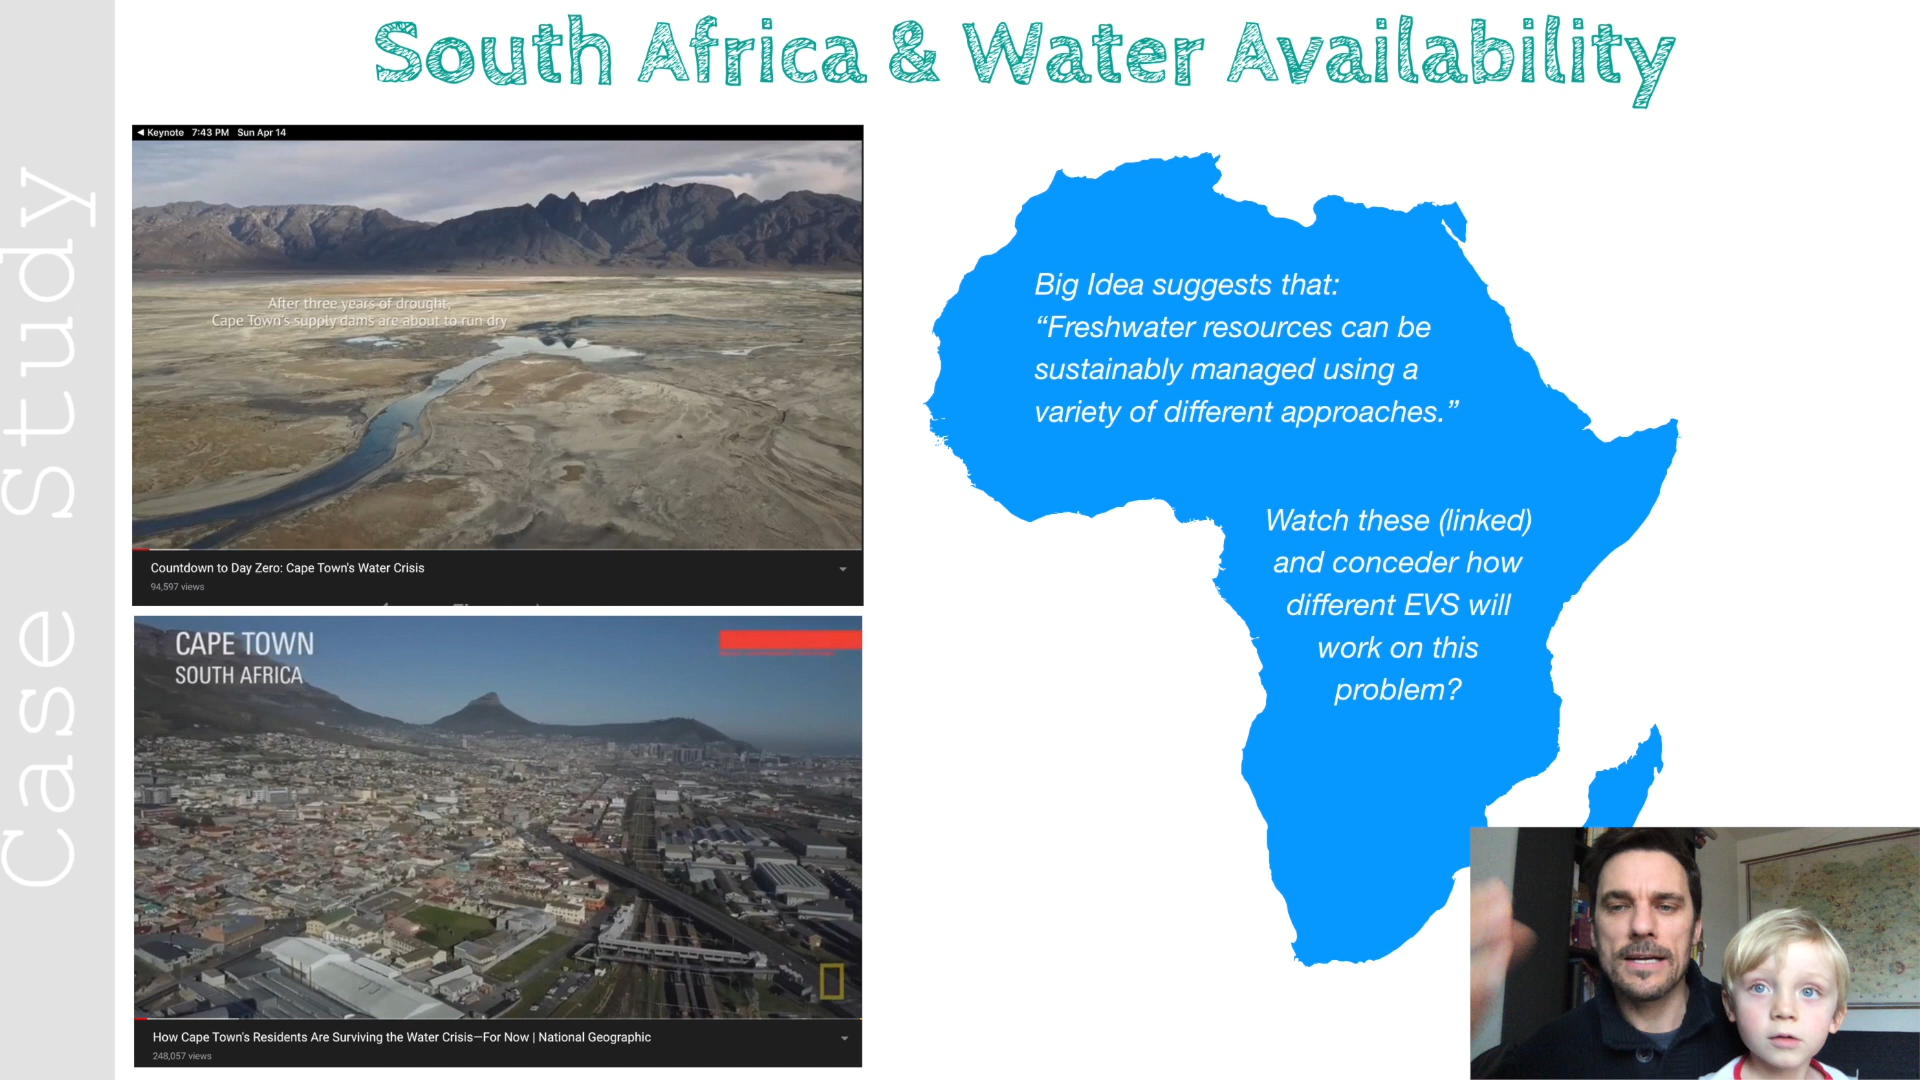 South Africa & Water Availability
Case Study
Keynote 7:43 PM Sun Apr 14
After three years of drought,
Cape Town's supply dams are about to run dry
Countdown to Day Zero: Cape Town's Water Crisis
94,597 views
CAPE TOWN
SOUTH AFRICA
How Cape Town's Residents Are Surviving the Water Crisis—For Now | National Geographic
248,057 views
Big Idea suggests that:
“Freshwater resources can be
sustainably managed using a
variety of different approaches.”
Watch these (linked)
and conceder how
different EVS will
work on this
problem?